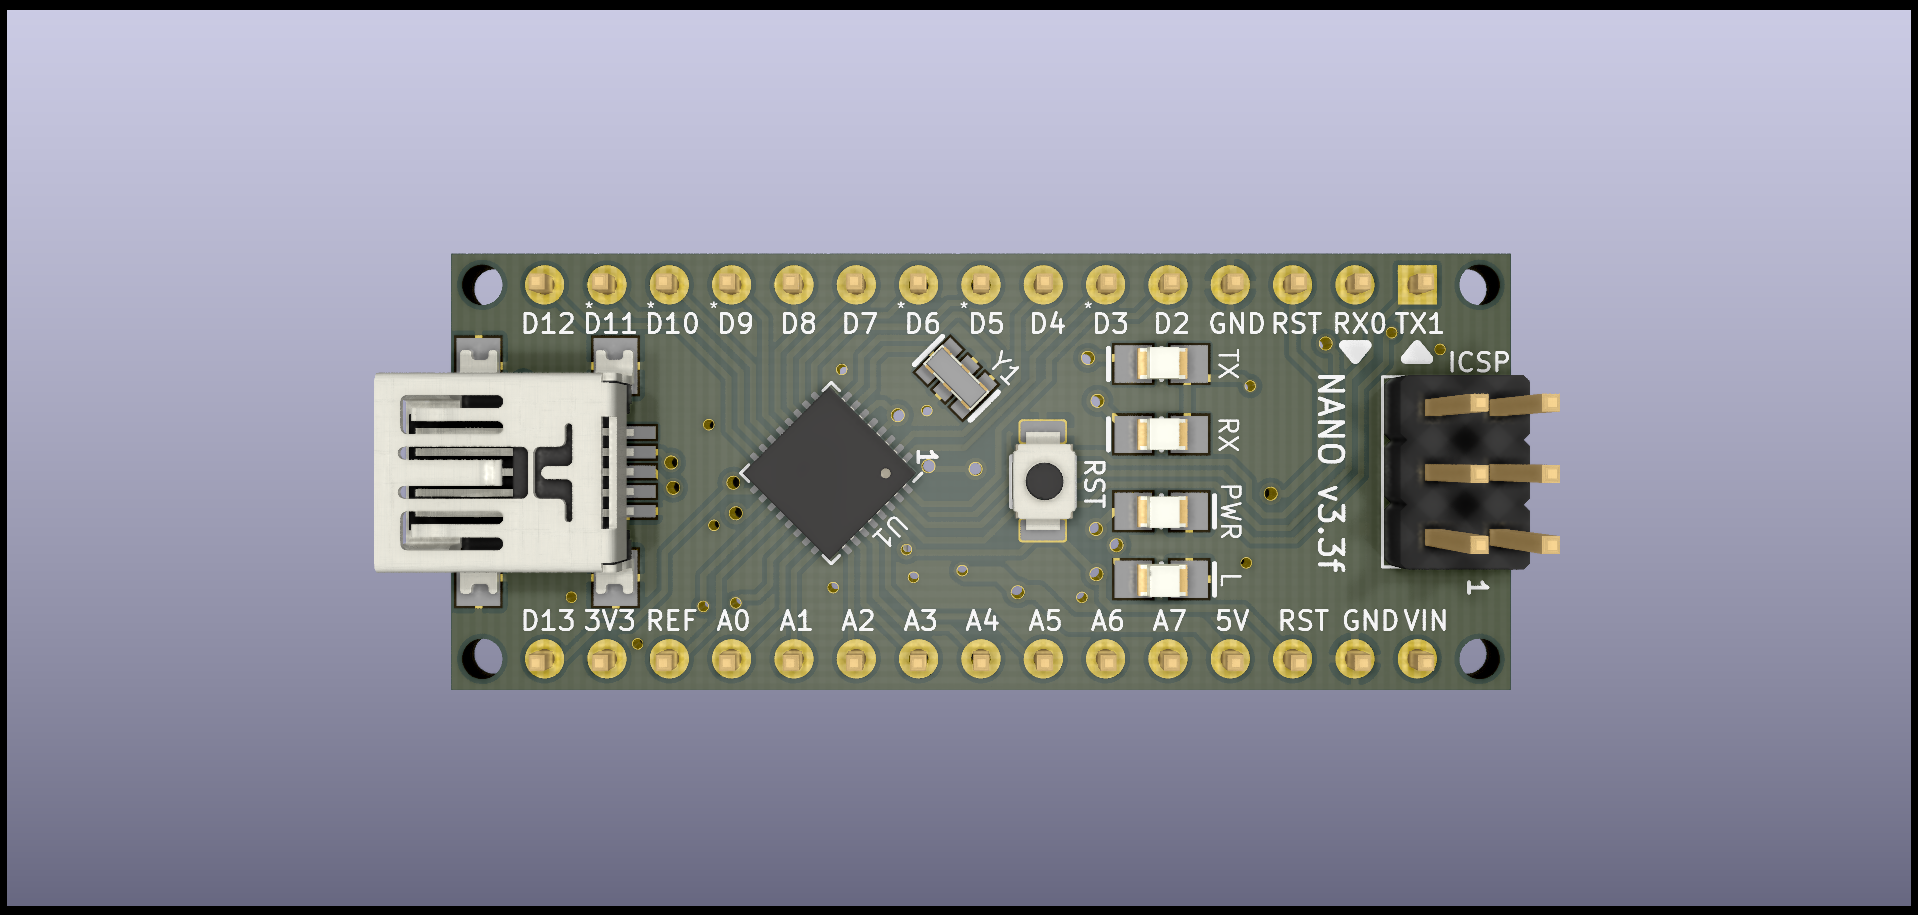 * * * * * *
D12 D11 D10 D9 D8 D7 D6 D5 D4 D3 D2 GND RST RX0 TX1
ICSP
Y1
TX
RX
NANO v3.3f
1
RST
PWR
U1
L
1
D13 3V3 REF A0 A1 A2 A3 A4 A5 A6 A7 5V RST GND VIN